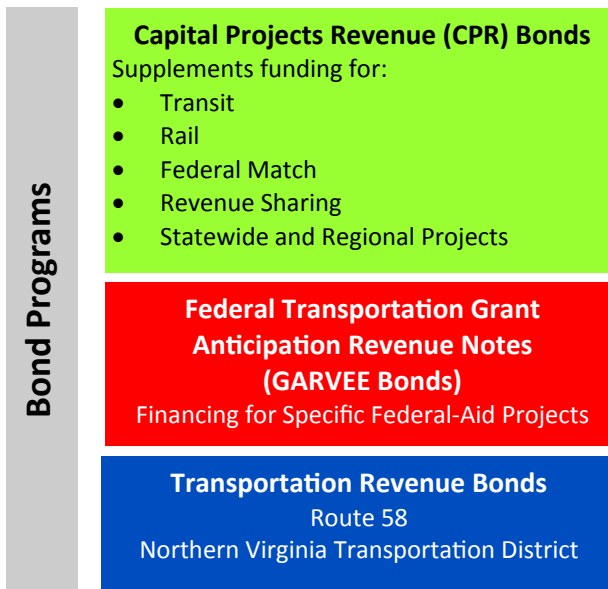 Bond Programs
Capital Projects Revenue (CPR) Bonds
Supplements funding for:
• Transit
• Rail
• Federal Match
• Revenue Sharing
• Statewide and Regional Projects
Federal Transportation Grant
Anticipation Revenue Notes
(GARVEE Bonds)
Financing for Specific Federal-Aid Projects
Transportation Revenue Bonds
Route 58
Northern Virginia Transportation District